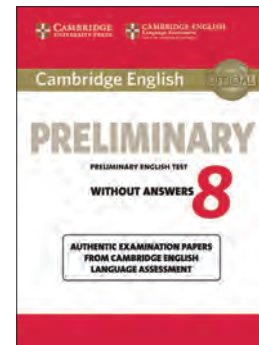 CAMBRIDGE
UNIVERSITY PRESS
CAMBRIDGE ENGLISH
Language Assessment
Cambridge English
OFFICIAL
PRELIMINARY
PRELIMINARY ENGLISH TEST
WITHOUT ANSWERS 8
AUTHENTIC EXAMINATION PAPERS
FROM CAMBRIDGE ENGLISH
LANGUAGE ASSESSMENT